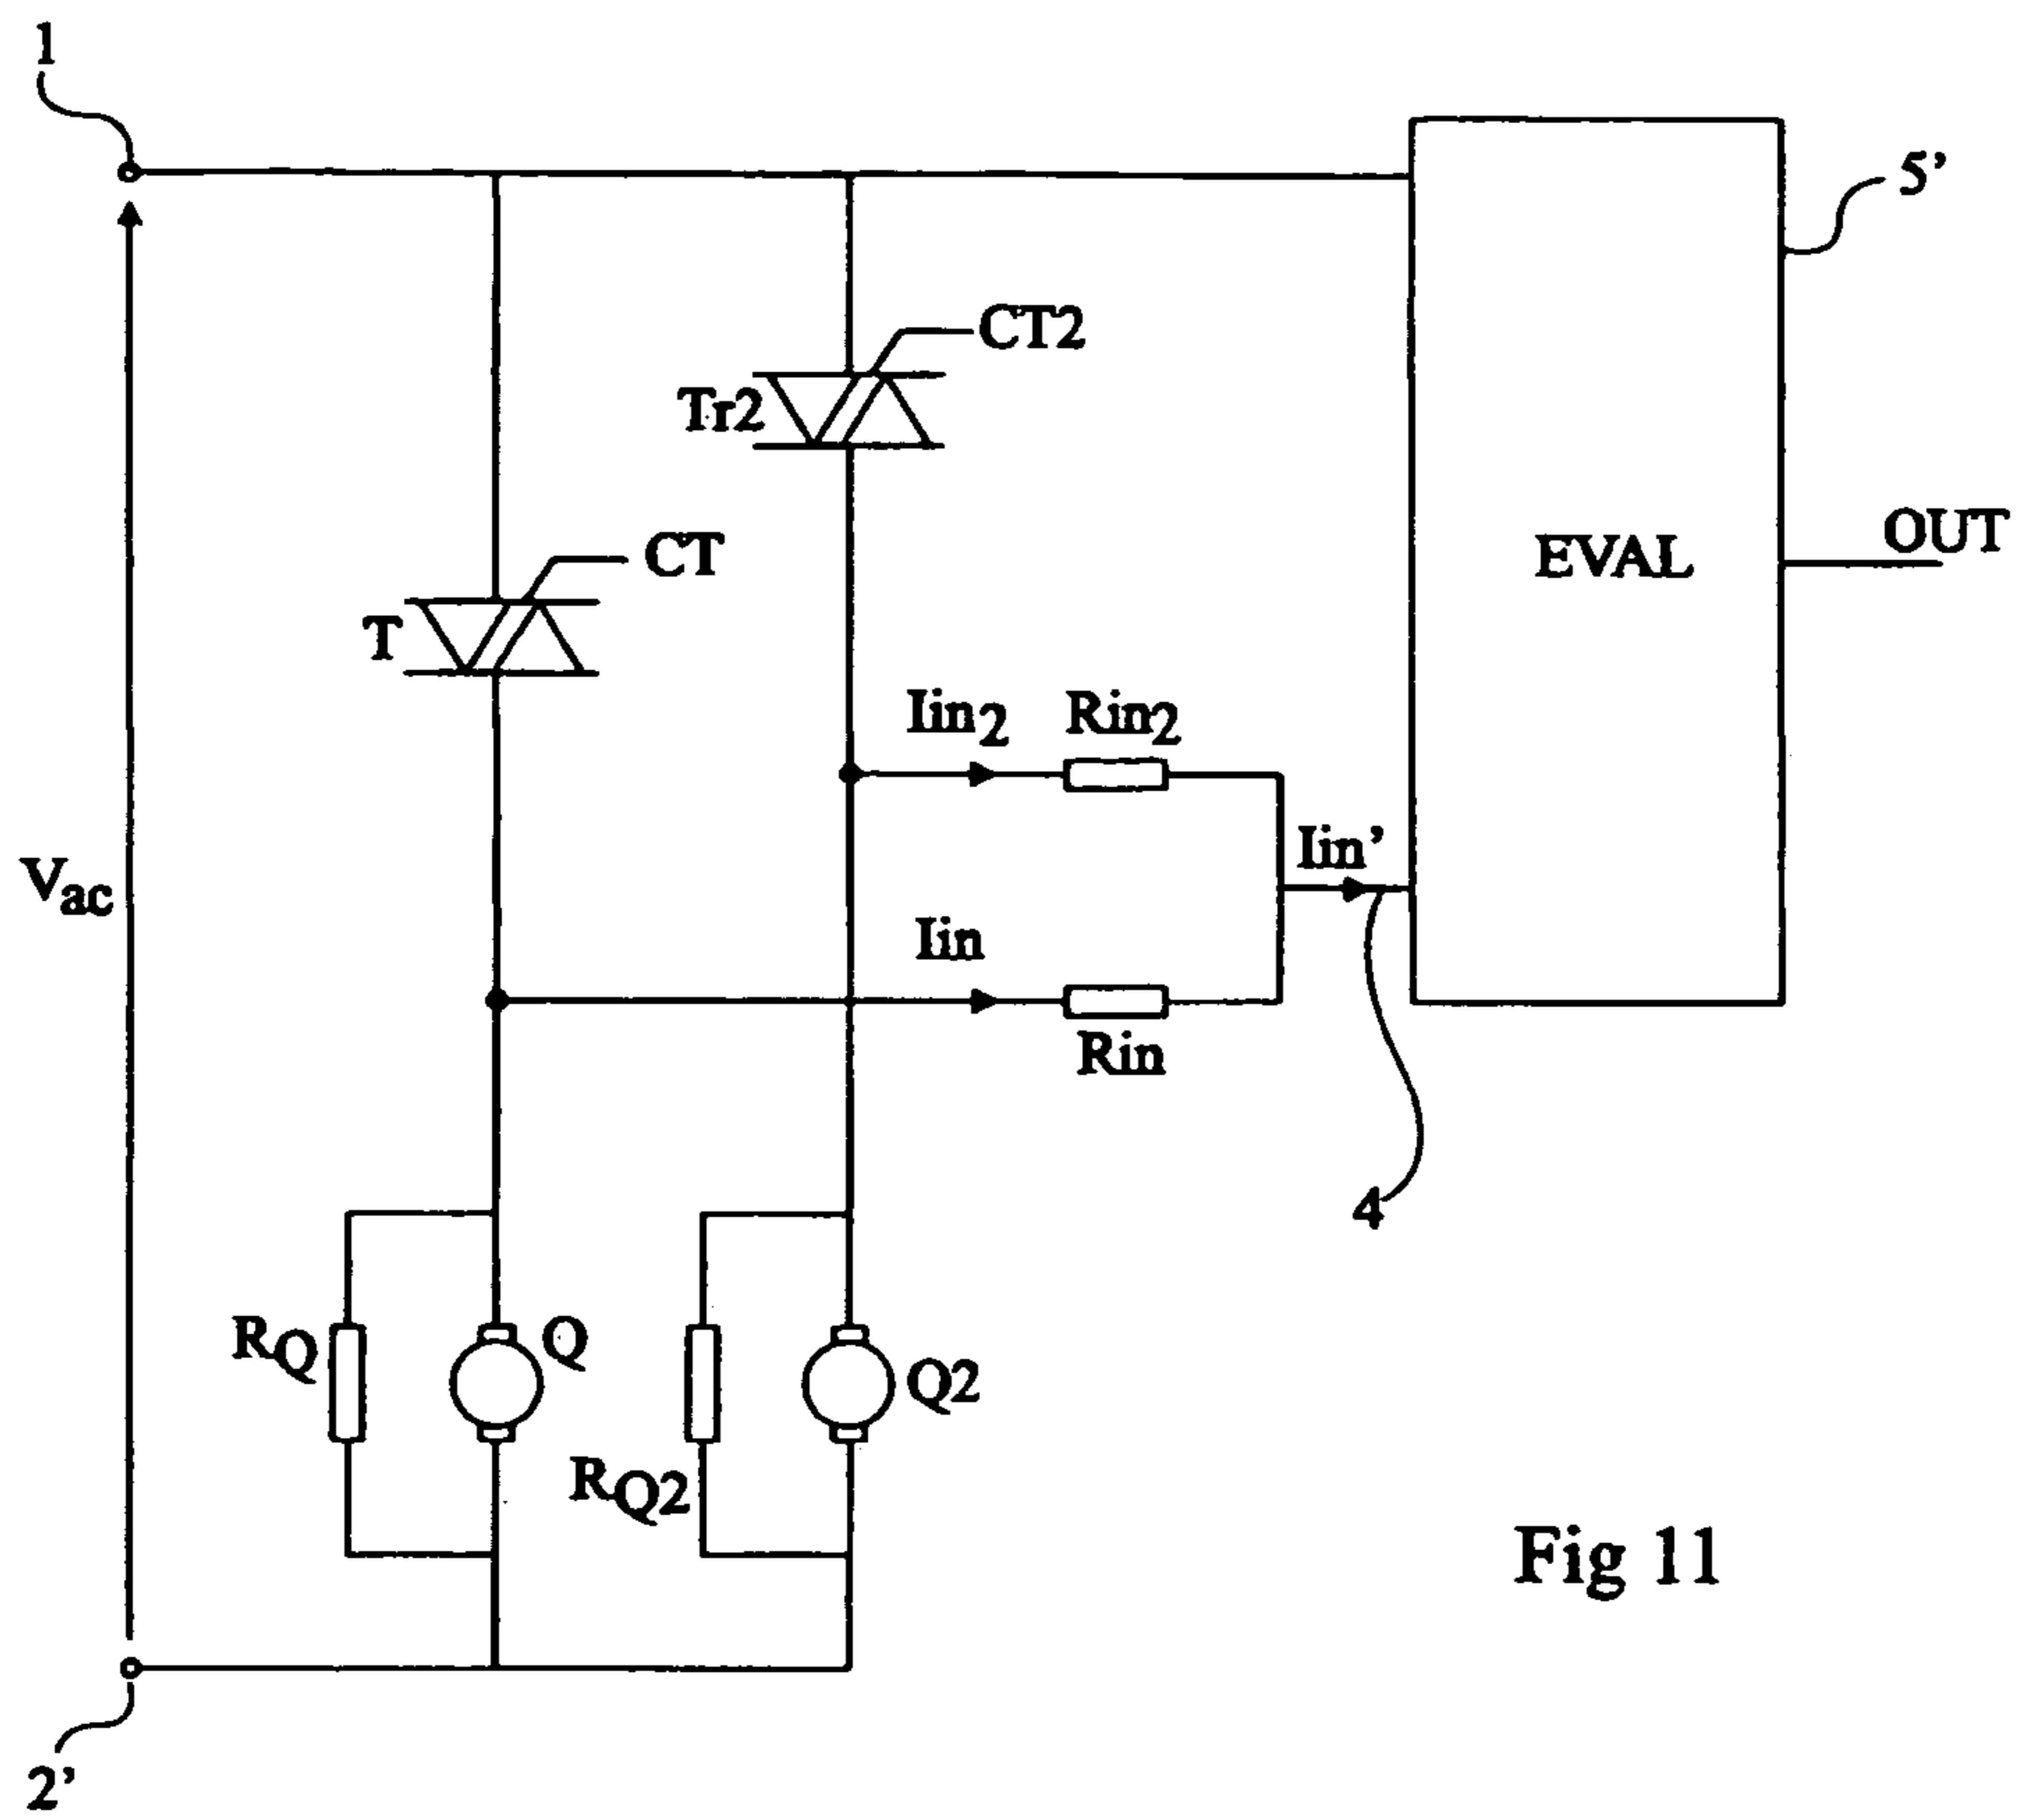 1
5’
CT2
Tr2
OUT
CT
EVAL
T
Iin2
Rin2
Iin’
Vac
Iin
Rin
4
RQ
Q
Q2
RQ2
Fig 11
2’